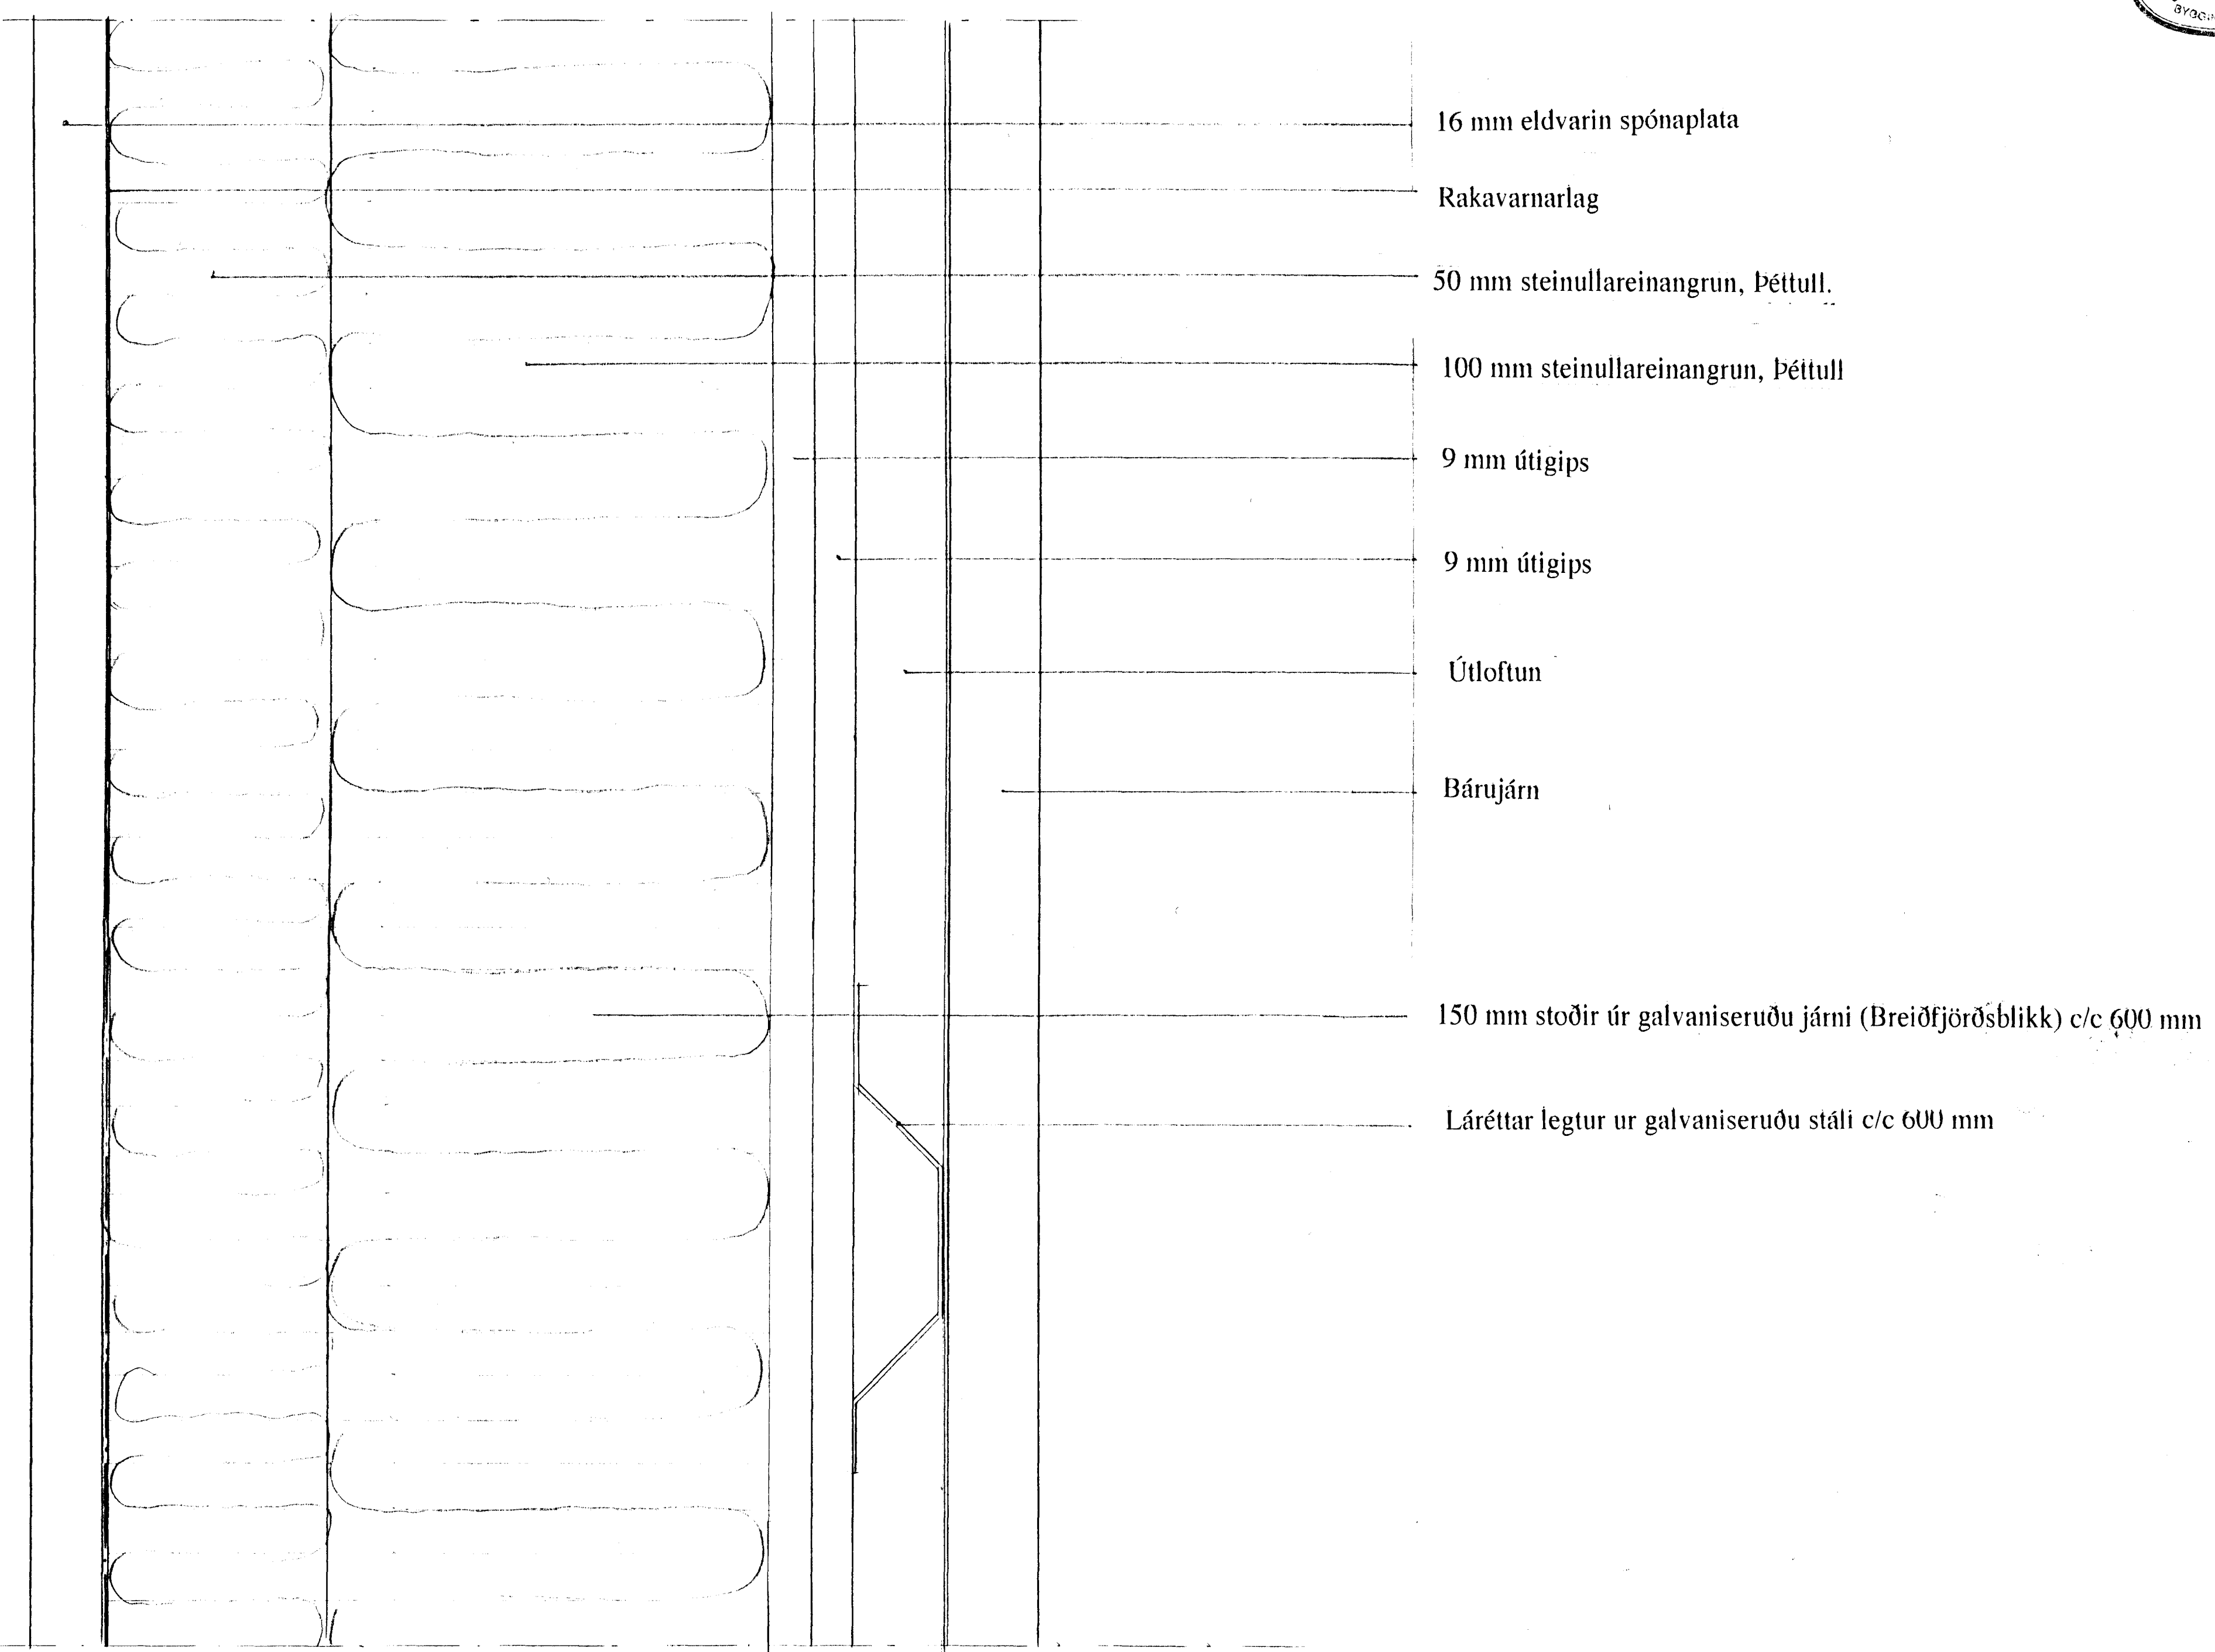 16 mm eldvarin spónaplata
Rakavarnarlag
50 mm steinullareinangrun, Þéttull.
100 mm steinullareinangrun, Þéttull
9 mm útigips
9 mm útigips
Útloftun
Bárujárn
150 mm stoðir úr galvaniseruðu járni (Breiðfjörðsblikk) c/c 600 mm
Láréttar legtur ur galvaniseruðu stáli c/c 600 mm